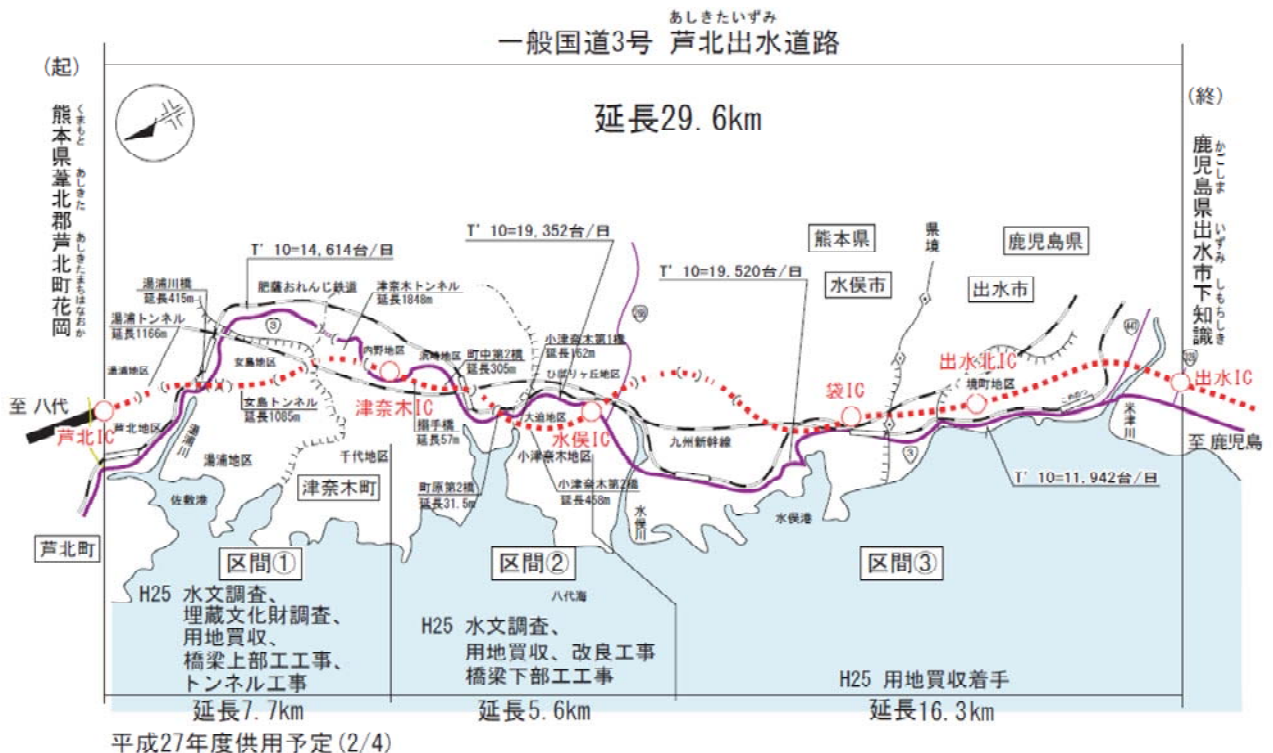 あしきたいずみ
一般国道3号 芦北出水道路
(起)
(終)
延長29.6km
くまもと あしきた あしきたまちはなおか
熊本県葦北郡芦北町花岡
かごしま いずみ しもちしき
鹿児島県出水市下知識
T' 10=14,614台/日
T' 10=19,352台/日
T' 10=19,520台/日
熊本県
県境
鹿児島県
水俣市
出水市
湯浦川橋
延長415m
肥薩おれんじ鉄道
津奈木トンネル
延長1848m
湯浦トンネル
延長1166m
3
内野地区
浜崎地区
町中第2橋
延長305m
小津奈木第1橋
延長162m
ひばりヶ丘地区
湯浦地区
女島地区
女島トンネル
延長1085m
至 八代
芦北IC
芦北地区
湯浦川
湯浦地区
佐敷港
津奈木IC
摺手橋
延長57m
千代地区
津奈木町
町原第2橋
延長31.5m
大迫地区
水俣IC
小津奈木地区
小津奈木第2橋
延長458m
水俣川
九州新幹線
水俣港
袋IC
出水北IC
境町地区
3
米津川
出水IC
至 鹿児島
T' 10=11,942台/日
芦北町
区間①
区間②
区間③
八代海
H25 水文調査、
埋蔵文化財調査、
用地買収、
橋梁上部工工事、
トンネル工事
H25 水文調査、
用地買収、改良工事
橋梁下部工工事
H25 用地買収着手
延長7.7km
延長5.6km
延長16.3km
平成27年度供用予定(2/4)